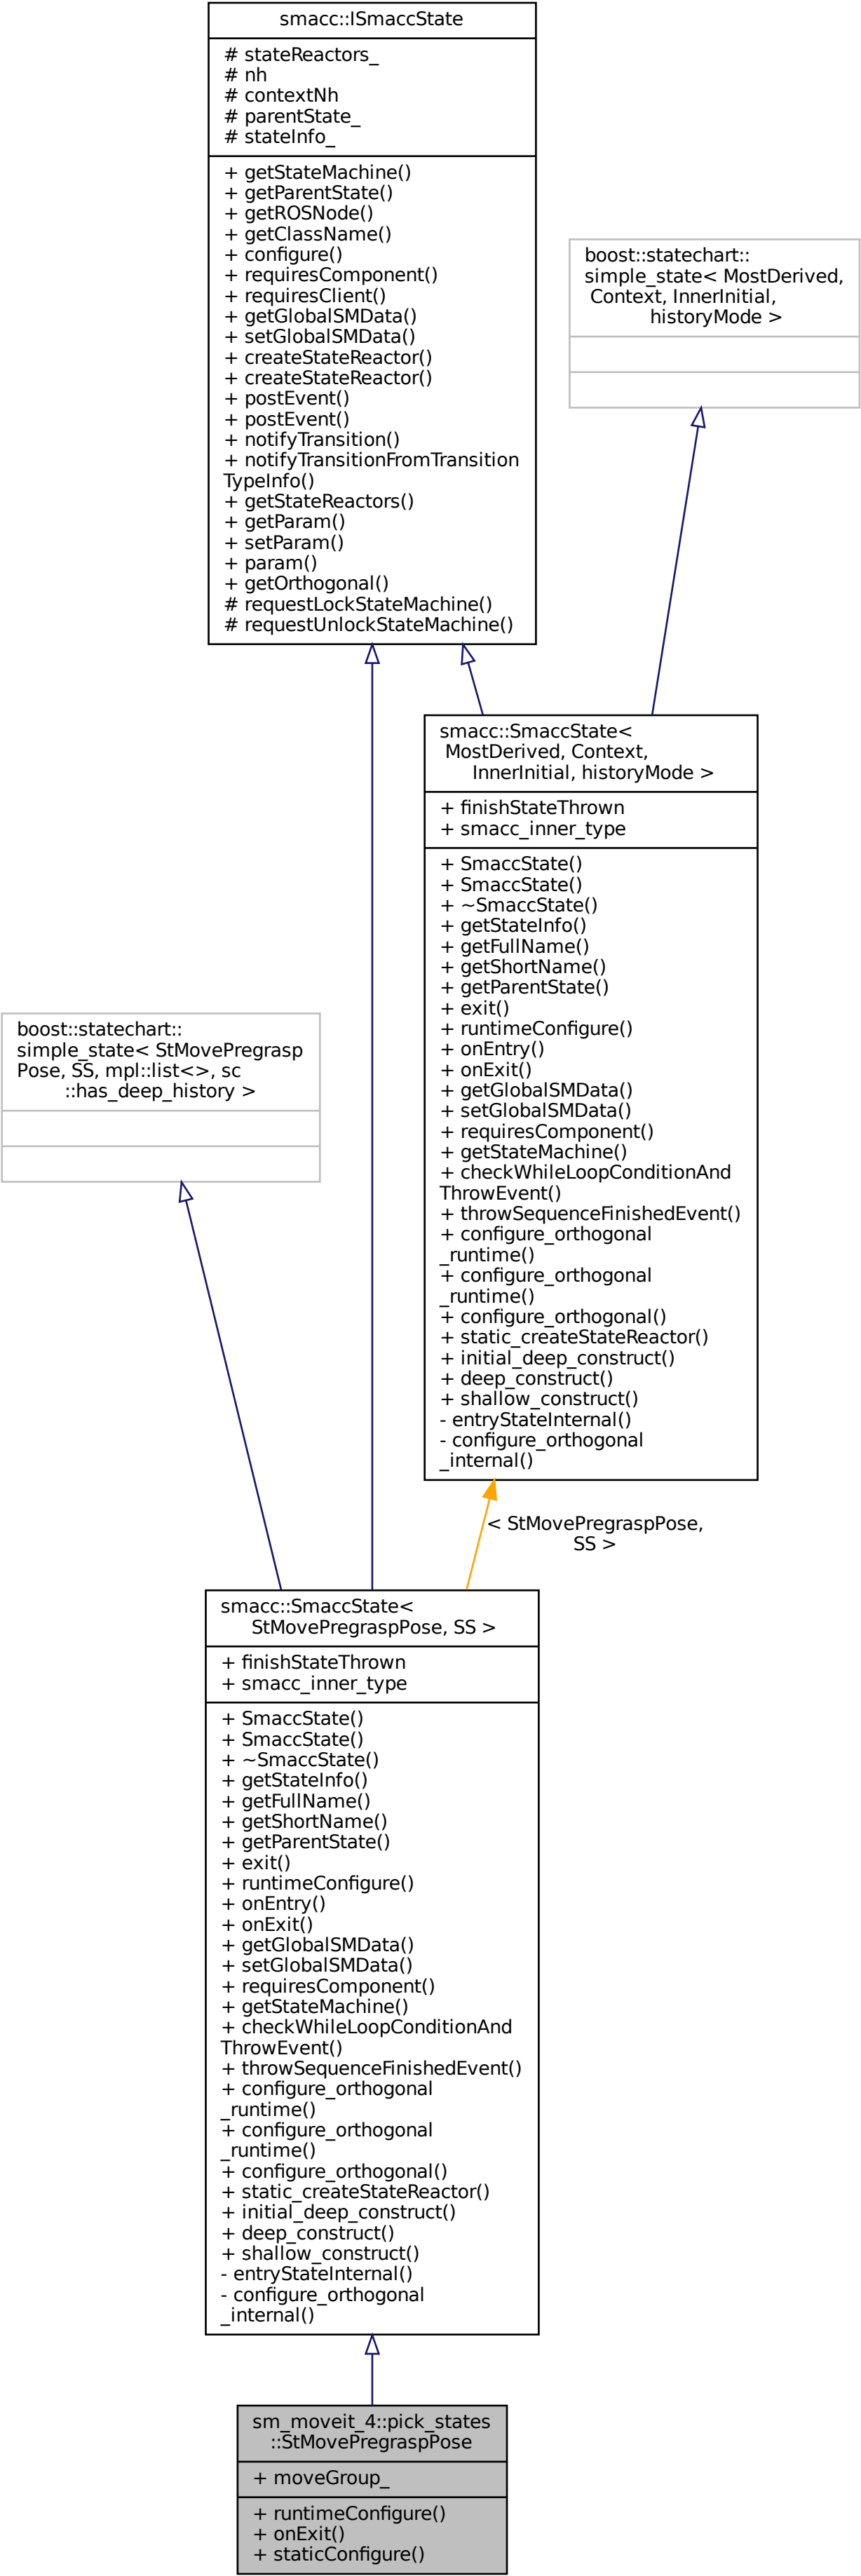 smacc::ISmaccState
# stateReactors_
# nh
# contextNh
# parentState_
# stateInfo_
+ getStateMachine()
+ getParentState()
+ getROSNode()
+ getClassName()
+ configure()
+ requiresComponent()
+ requiresClient()
+ getGlobalSMData()
+ setGlobalSMData()
+ createStateReactor()
+ createStateReactor()
+ postEvent()
+ postEvent()
+ notifyTransition()
+ notifyTransitionFromTransition
TypeInfo()
+ getStateReactors()
+ getParam()
+ setParam()
+ param()
+ getOrthogonal()
# requestLockStateMachine()
# requestUnlockStateMachine()
boost::statechart::
simple_state< MostDerived,
Context, InnerInitial,
historyMode >
smacc::SmaccState<
MostDerived, Context,
InnerInitial, historyMode >
+ finishStateThrown
+ smacc_inner_type
+ SmaccState()
+ SmaccState()
+ ~SmaccState()
+ getStateInfo()
+ getFullName()
+ getShortName()
+ getParentState()
+ exit()
+ runtimeConfigure()
+ onEntry()
+ onExit()
+ getGlobalSMData()
+ setGlobalSMData()
+ requiresComponent()
+ getStateMachine()
+ checkWhileLoopConditionAnd
ThrowEvent()
+ throwSequenceFinishedEvent()
+ configure_orthogonal
_runtime()
+ configure_orthogonal
_runtime()
+ configure_orthogonal()
+ static_createStateReactor()
+ initial_deep_construct()
+ deep_construct()
+ shallow_construct()
- entryStateInternal()
- configure_orthogonal
_internal()
boost::statechart::
simple_state< StMovePregrasp
Pose, SS, mpl::list<>, sc
::has_deep_history >
< StMovePregraspPose,
SS >
smacc::SmaccState<
StMovePregraspPose, SS >
+ finishStateThrown
+ smacc_inner_type
+ SmaccState()
+ SmaccState()
+ ~SmaccState()
+ getStateInfo()
+ getFullName()
+ getShortName()
+ getParentState()
+ exit()
+ runtimeConfigure()
+ onEntry()
+ onExit()
+ getGlobalSMData()
+ setGlobalSMData()
+ requiresComponent()
+ getStateMachine()
+ checkWhileLoopConditionAnd
ThrowEvent()
+ throwSequenceFinishedEvent()
+ configure_orthogonal
_runtime()
+ configure_orthogonal
_runtime()
+ configure_orthogonal()
+ static_createStateReactor()
+ initial_deep_construct()
+ deep_construct()
+ shallow_construct()
- entryStateInternal()
- configure_orthogonal
_internal()
sm_moveit_4::pick_states
::StMovePregraspPose
+ moveGroup_
+ runtimeConfigure()
+ onExit()
+ staticConfigure()